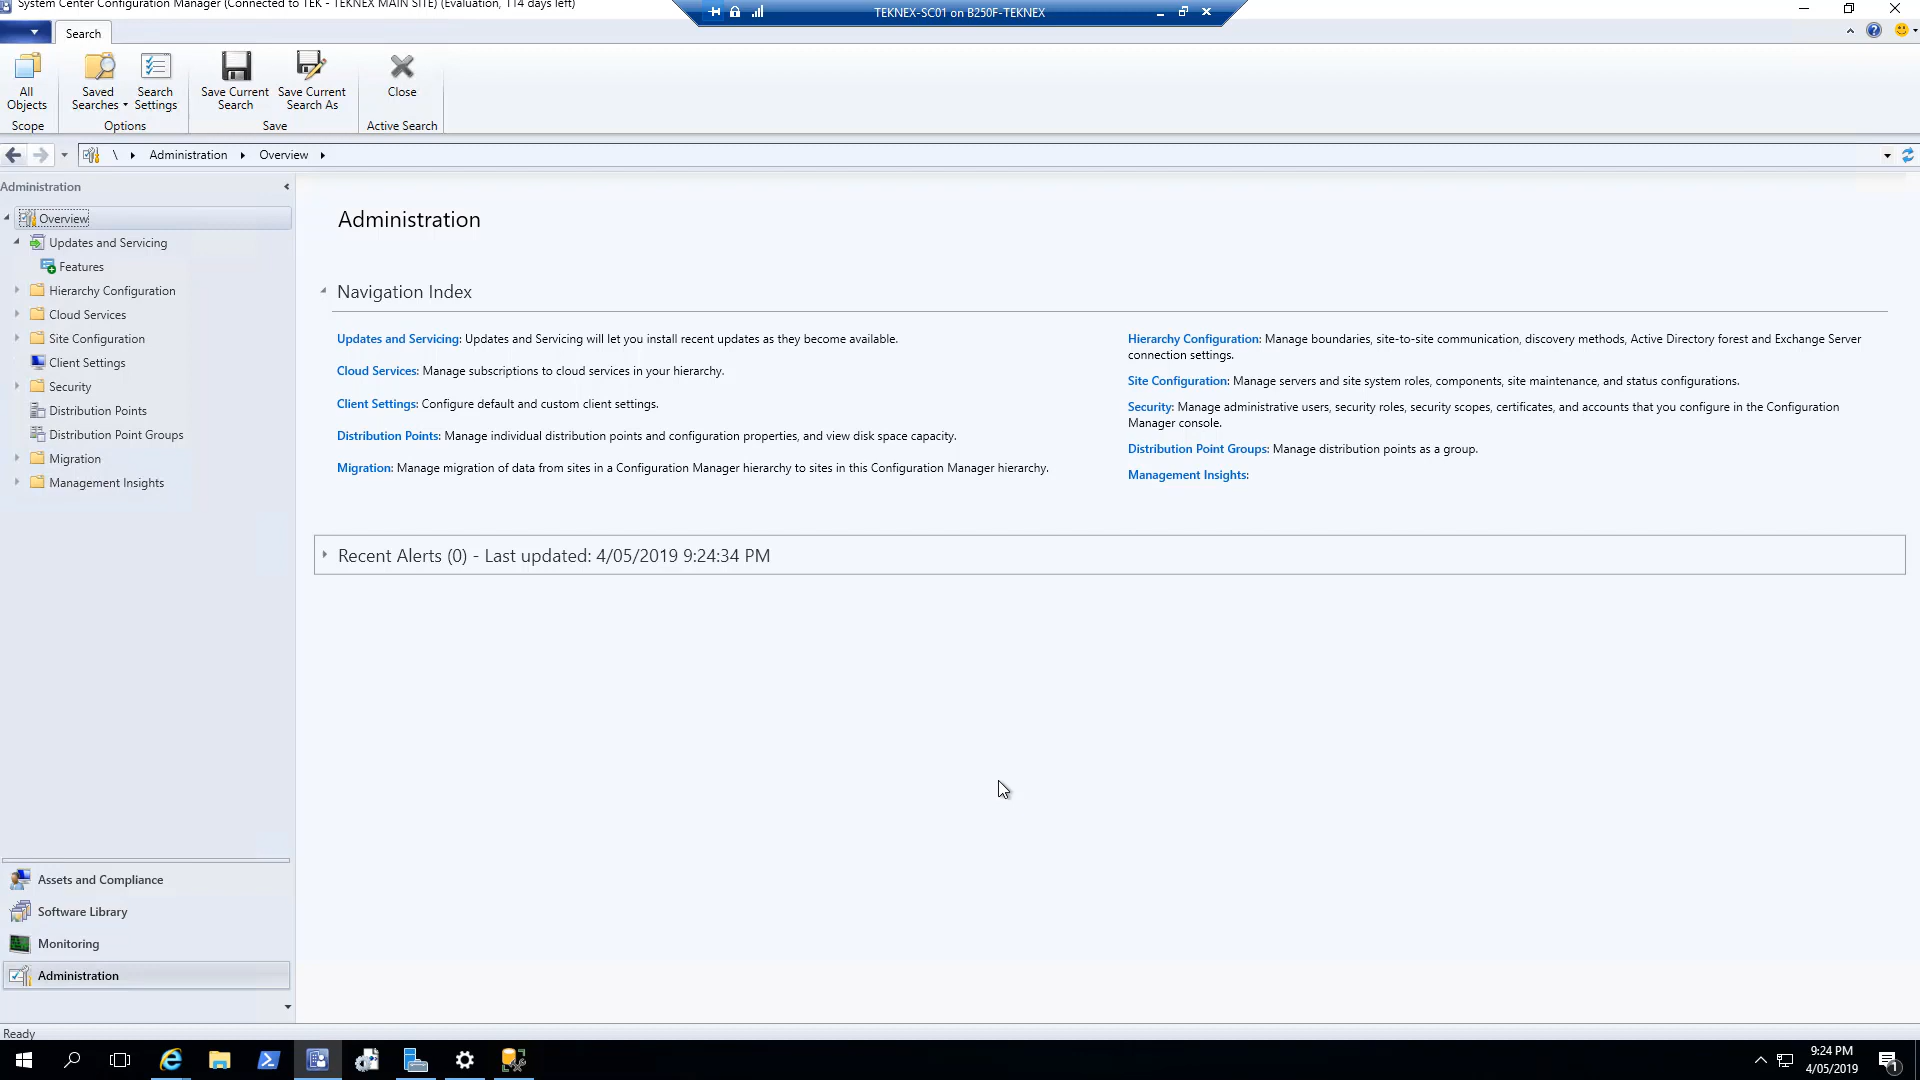 System Center Configuration Manager (Connected to TEK - TEKNEX MAIN SITE) (Evaluation, 114 days left)
TEKNEX-SC01 on B250F-TEKNEX
Search
All Objects
Saved Searches
Search Settings
Save Current Search
Save Current Search As
Close
Scope
Options
Save
Active Search
\ Administration Overview
Administration
Overview
Updates and Servicing
Features
Hierarchy Configuration
Cloud Services
Site Configuration
Client Settings
Security
Distribution Points
Distribution Point Groups
Migration
Management Insights
Assets and Compliance
Software Library
Monitoring
Administration
Administration
Navigation Index
Updates and Servicing: Updates and Servicing will let you install recent updates as they become available.
Cloud Services: Manage subscriptions to cloud services in your hierarchy.
Client Settings: Configure default and custom client settings.
Distribution Points: Manage individual distribution points and configuration properties, and view disk space capacity.
Migration: Manage migration of data from sites in a Configuration Manager hierarchy to sites in this Configuration Manager hierarchy.
Hierarchy Configuration: Manage boundaries, site-to-site communication, discovery methods, Active Directory forest and Exchange Server
connection settings.
Site Configuration: Manage servers and site system roles, components, site maintenance, and status configurations.
Security: Manage administrative users, security roles, security scopes, certificates, and accounts that you configure in the Configuration
Manager console.
Distribution Point Groups: Manage distribution points as a group.
Management Insights:
Recent Alerts (0) - Last updated: 4/05/2019 9:24:34 PM
Ready
9:24 PM
4/05/2019
1